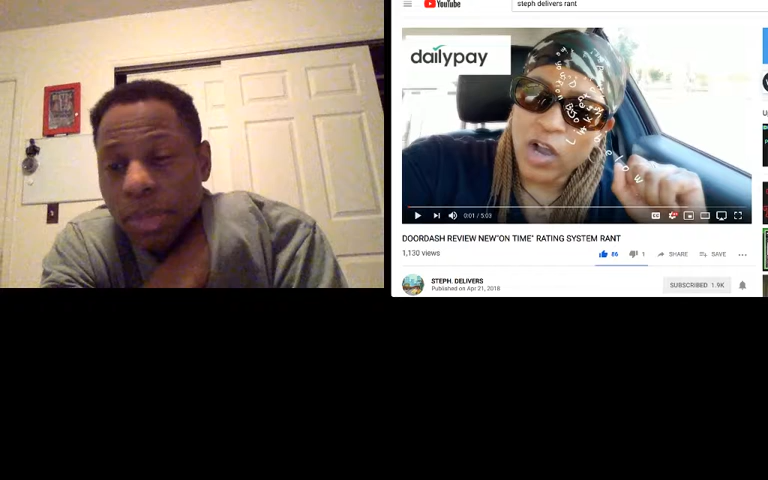 YouTube
steph delivers rant
dailypay
0:01 / 5:03
DOORDASH REVIEW NEW"ON TIME" RATING SYSTEM RANT
1,130 views
86
1
SHARE
SAVE
STEPH. DELIVERS
Published on Apr 21, 2018
SUBSCRIBED 1.9K